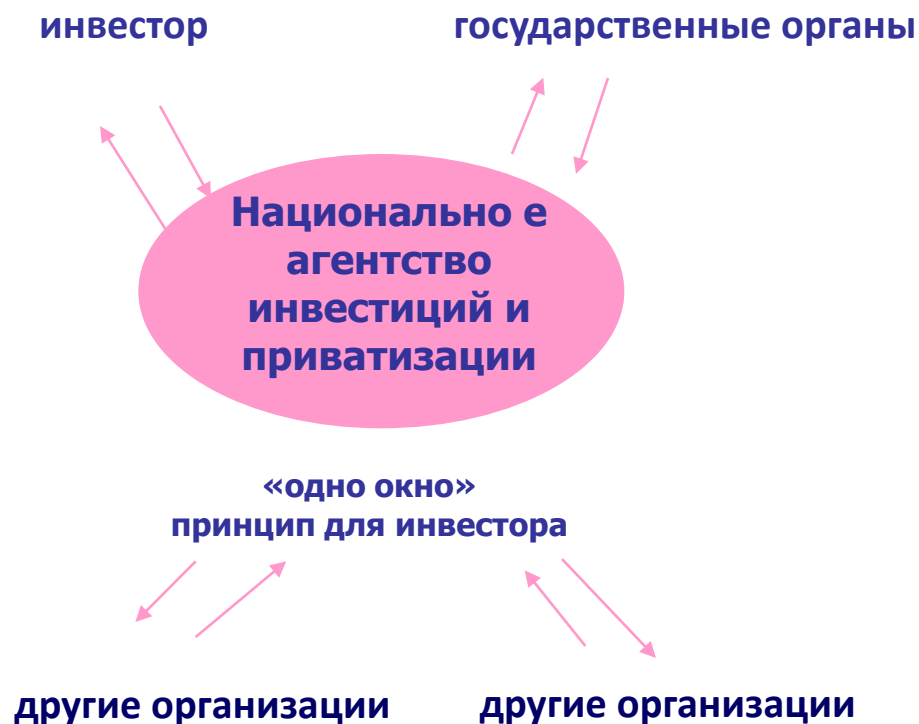 инвестор
государственные органы
Национально е
агентство
инвестиций и
приватизации
«одно окно»
принцип для инвестора
другие организации
другие организации